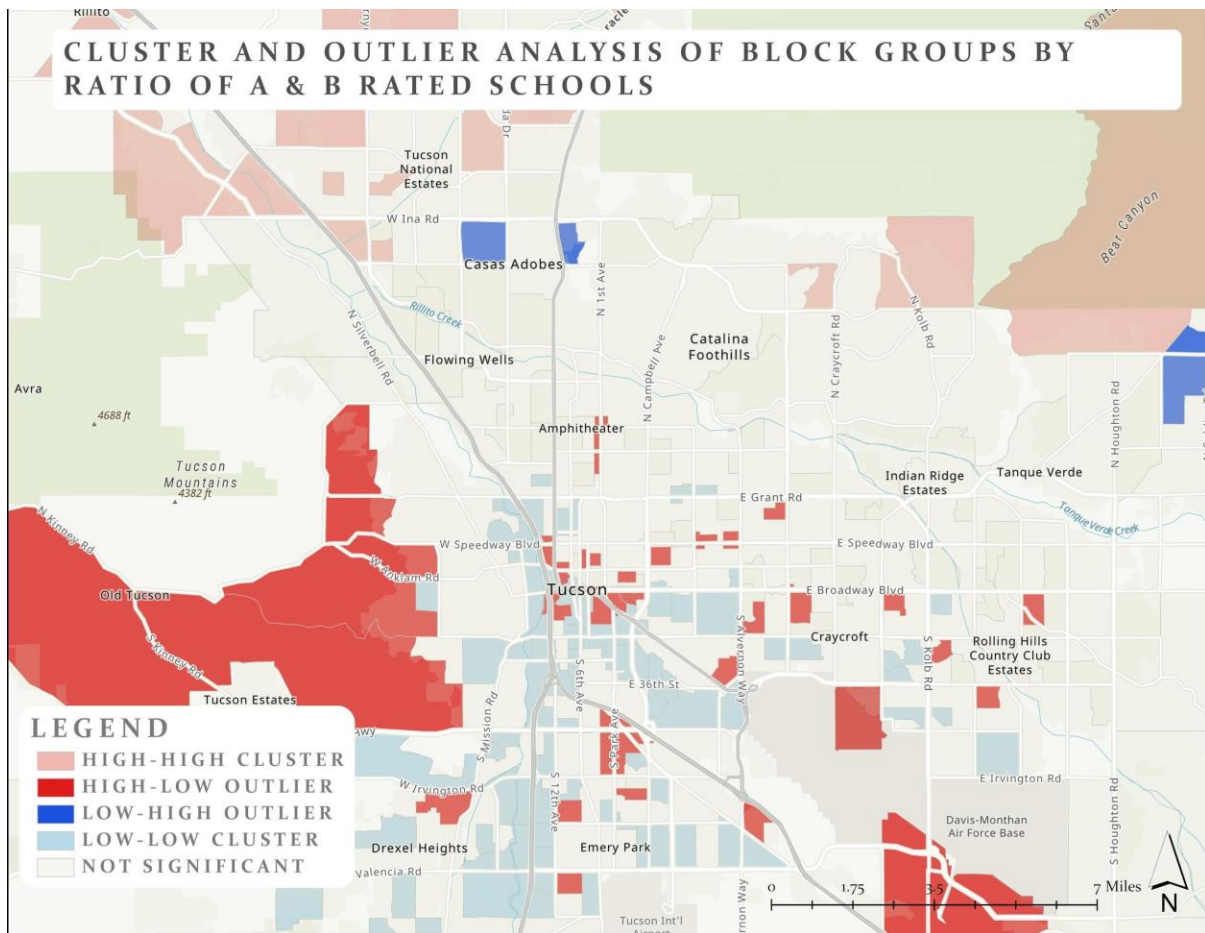 Rillito
CLUSTER AND OUTLIER ANALYSIS OF BLOCK GROUPS BY
RATIO OF A & B RATED SCHOOLS
Tucson
National
Estates
W Ina Rd
Casas Adobes
Bear Canyon
N 1st Ave
Rillito Creek
N Silverbell Rd
Flowing Wells
Catalina
Foothills
N Campbell Ave
N Craycroft Rd
N Kolb Rd
N Houghton Rd
Avra
4688 ft
Amphitheater
Tucson
Mountains
4382 ft
Indian Ridge
Estates
Tanque Verde
E Grant Rd
Tanque Verde Creek
N Kinney Rd
W Speedway Blvd
E Speedway Blvd
W Anklam Rd
Old Tucson
Tucson
E Broadway Blvd
S Kinney Rd
S Alvernon Way
Craycroft
S Kolb Rd
Rolling Hills
Country Club
Estates
Tucson Estates
S Mission Rd
S 6th Ave
E 36th St
S Park Ave
LEGEND
HIGH-HIGH CLUSTER
HIGH-LOW OUTLIER
LOW-HIGH OUTLIER
LOW-LOW CLUSTER
NOT SIGNIFICANT
W Irvington Rd
E Irvington Rd
S 12th Ave
Drexel Heights
Emery Park
Davis-Monthan
Air Force Base
S Houghton Rd
Valencia Rd
Tucson Int'l
Airport
0 1.75 3.5 7 Miles
N